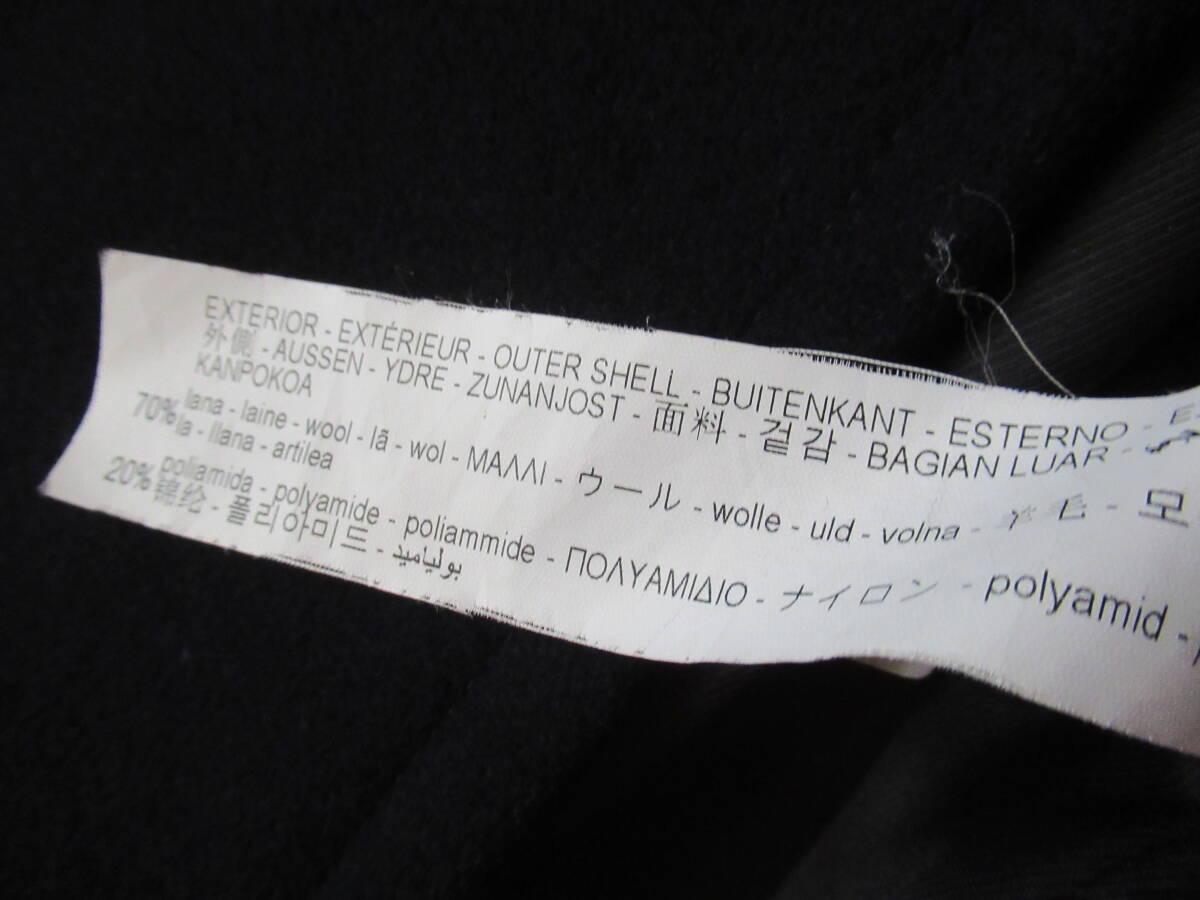 EXTERIOR - EXTÉRIEUR - OUTER SHELL - BUITENKANT - ESTERNO -
外側 - AUSSEN - YDRE - ZUNANJOST - 面料 - 겉감 - BAGIAN LUAR -
KANPOKOA
70% lana - laine - wool - lã - wol - ΜΑΛΛΙ - ウール - wolle - uld - volna - 羊毛 - 모
la - llana - artilea
20% poliamida - polyamide - poliammide - ΠΟΛΥΑΜΙΔΙΟ - ナイロン - polyamid -
锦纶 - 폴리아미드 - بولياميد